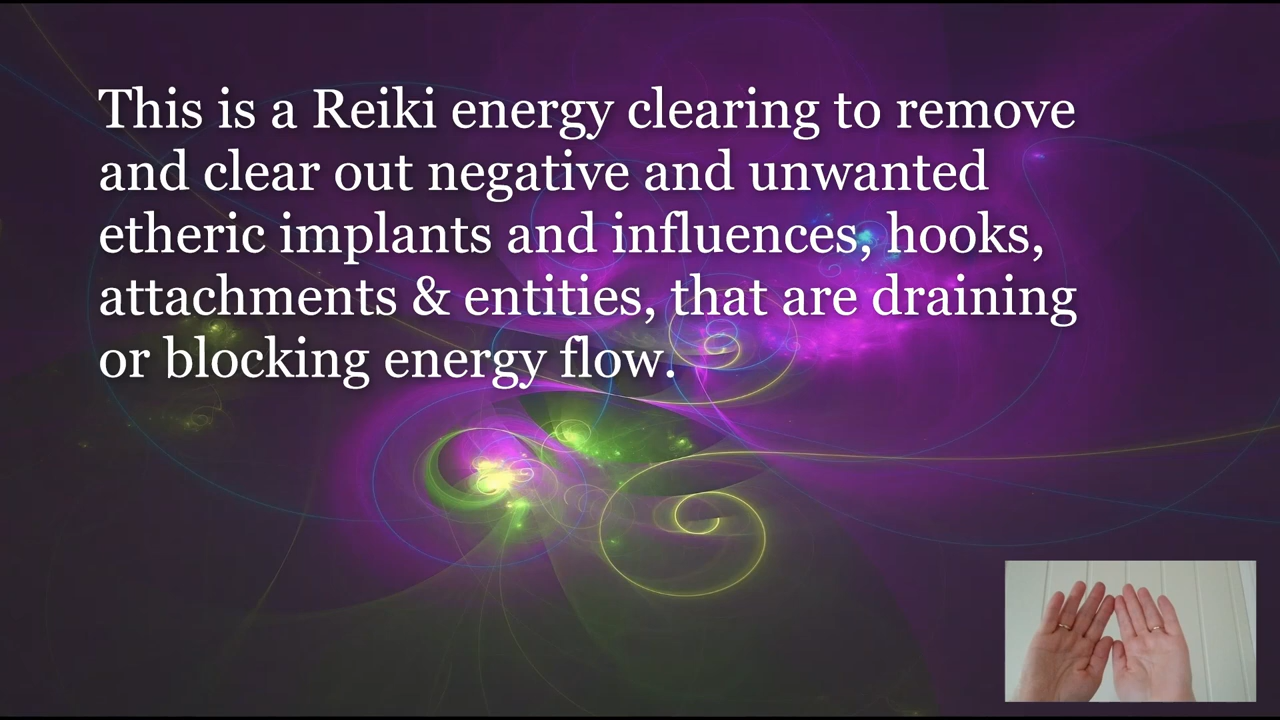 This is a Reiki energy clearing to remove
and clear out negative and unwanted
etheric implants and influences, hooks,
attachments & entities, that are draining
or blocking energy flow.